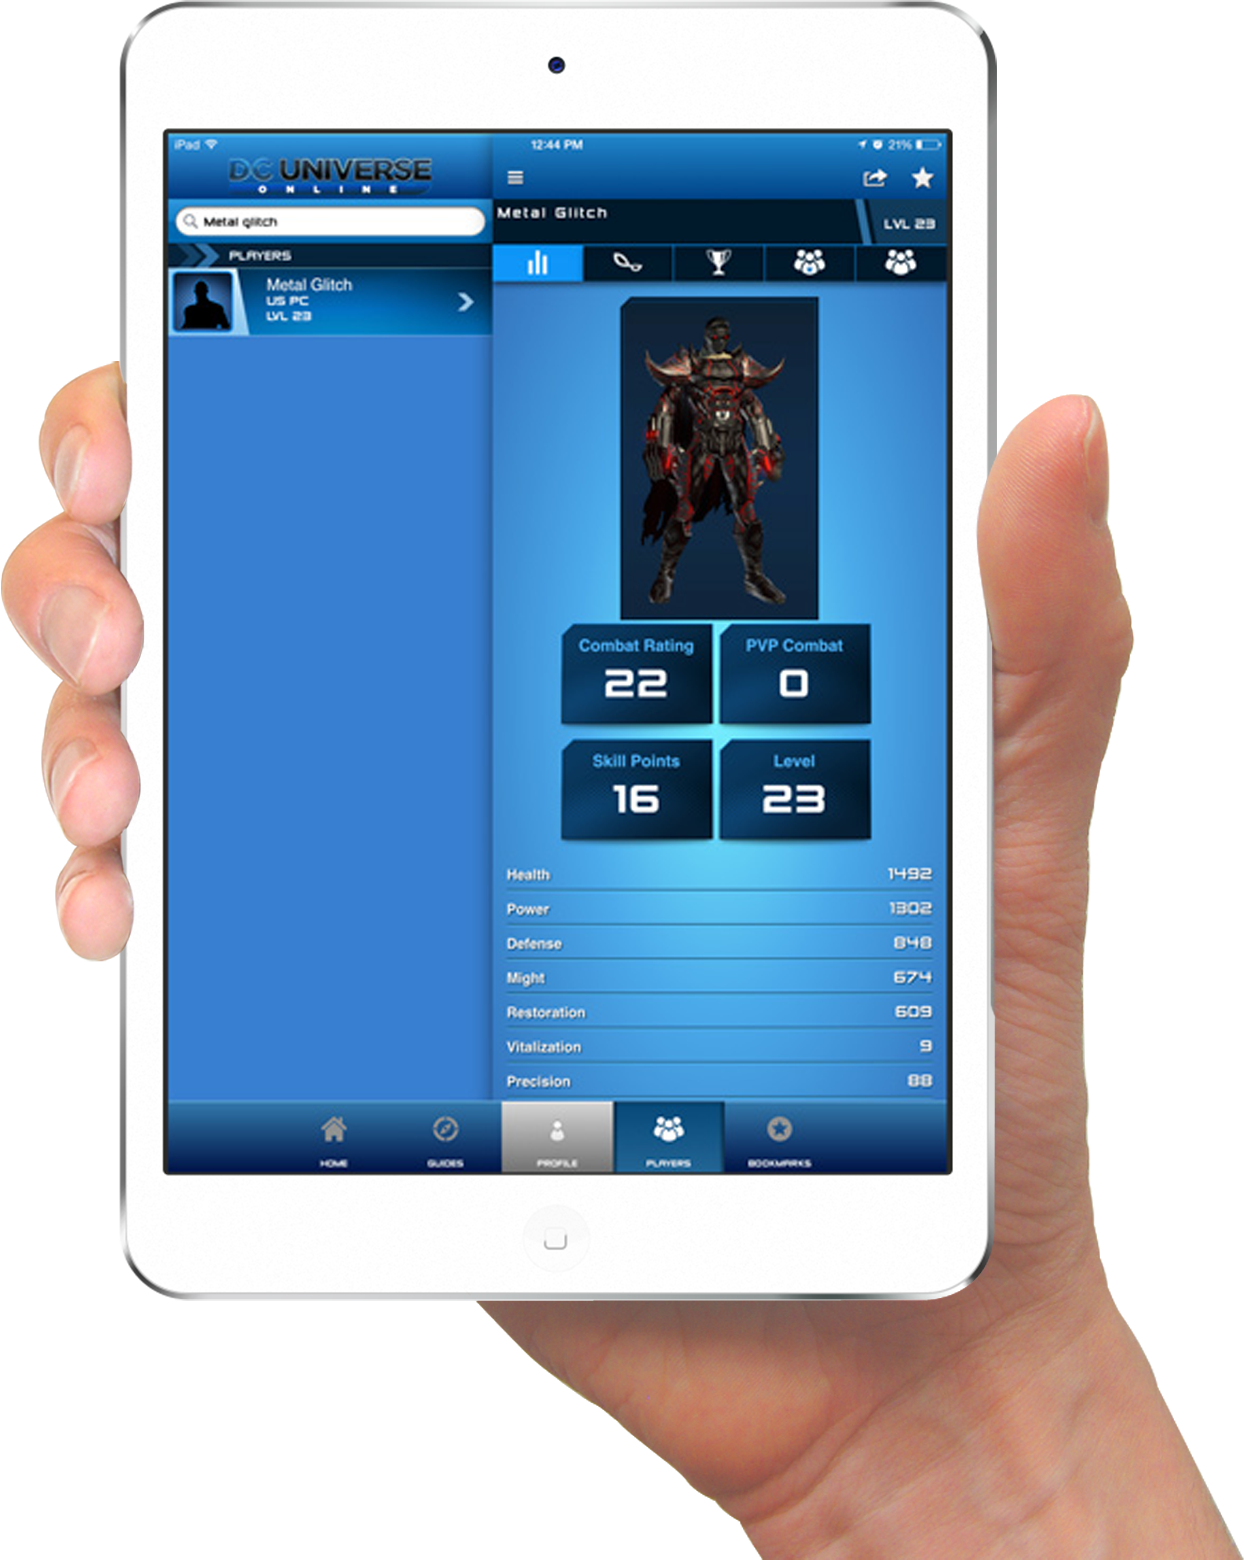 iPad
12:44 PM
21%
DC UNIVERSE
ONLINE
Metal glitch
Metal Glitch
LVL 23
PLAYERS
Metal Glitch
US PC
LVL 23
Combat Rating
22
PVP Combat
0
Skill Points
16
Level
23
Health 1492
Power 1302
Defense 848
Might 674
Restoration 609
Vitalization 9
Precision 88
HOME
GUIDES
PROFILE
PLAYERS
BOOKMARKS